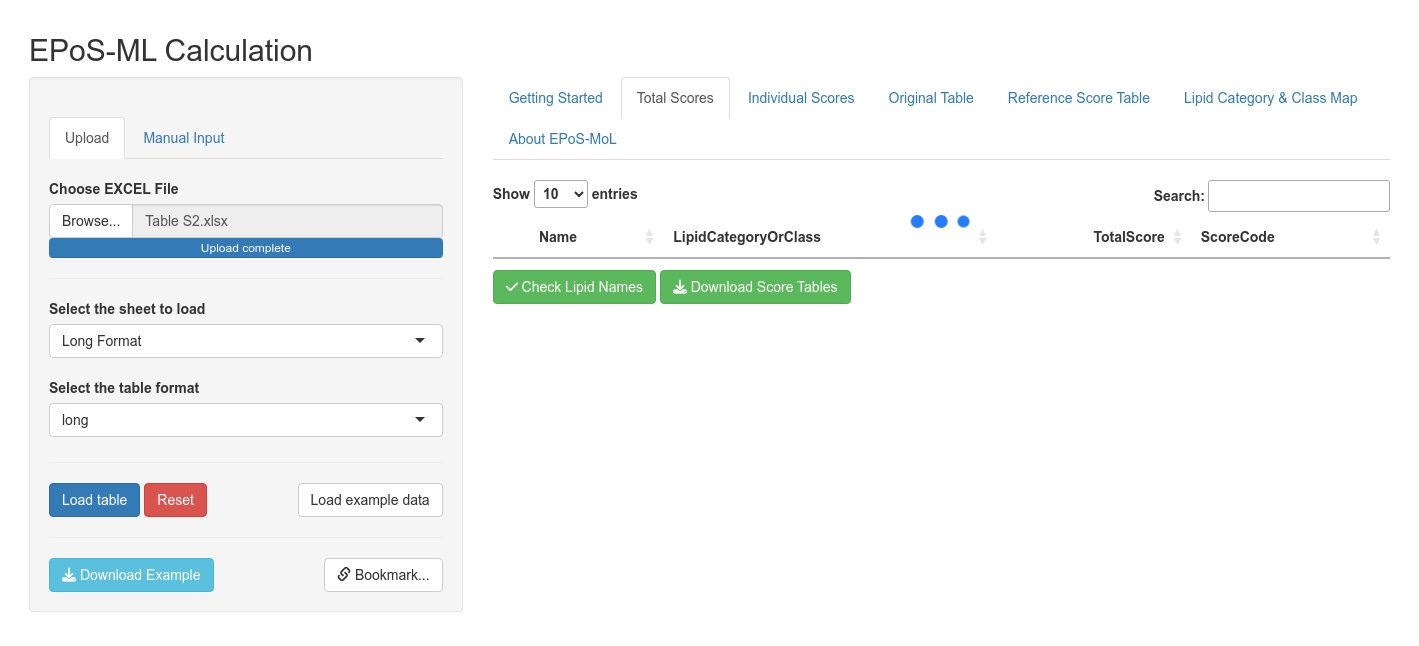 EPoS-ML Calculation
Upload
Manual Input
Choose EXCEL File
Browse...
Table S2.xlsx
Upload complete
Select the sheet to load
Long Format
Select the table format
long
Load table
Reset
Load example data
Download Example
Bookmark...
Getting Started
Total Scores
Individual Scores
Original Table
Reference Score Table
Lipid Category & Class Map
About EPoS-MoL
Show 10 entries
Search:
Name
LipidCategoryOrClass
TotalScore
ScoreCode
Check Lipid Names
Download Score Tables